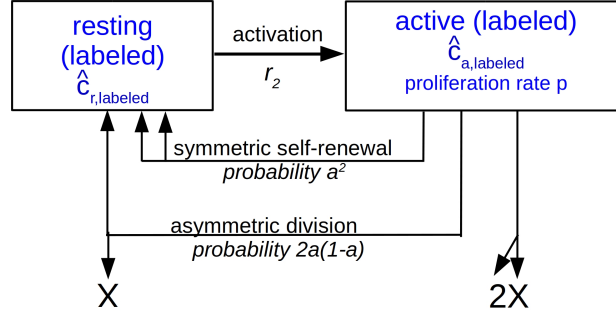 resting
(labeled)
ĉr,labeled
activation
r2
active (labeled)
ĉa,labeled
proliferation rate p
symmetric self-renewal
probability a²
asymmetric division
probability 2a(1-a)
X
2X